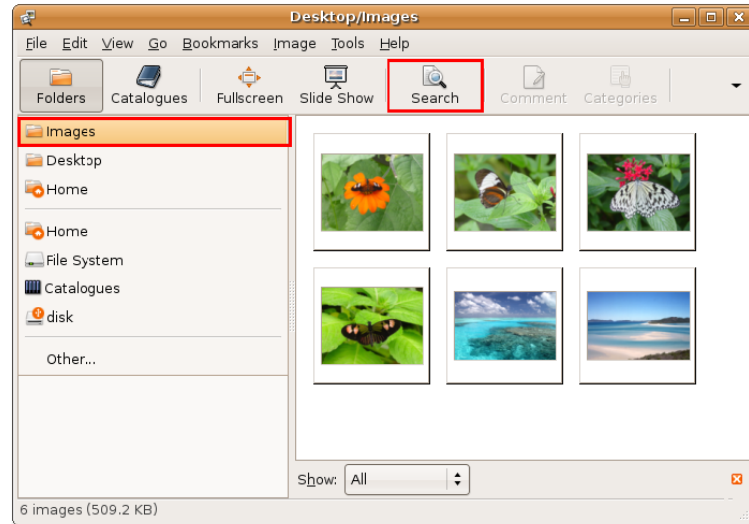 Desktop/Images
File Edit View Go Bookmarks Image Tools Help
Folders Catalogues Fullscreen Slide Show Search Comment Categories
Images
Desktop
Home
Home
File System
Catalogues
disk
Other...
Show: All
6 images (509.2 KB)